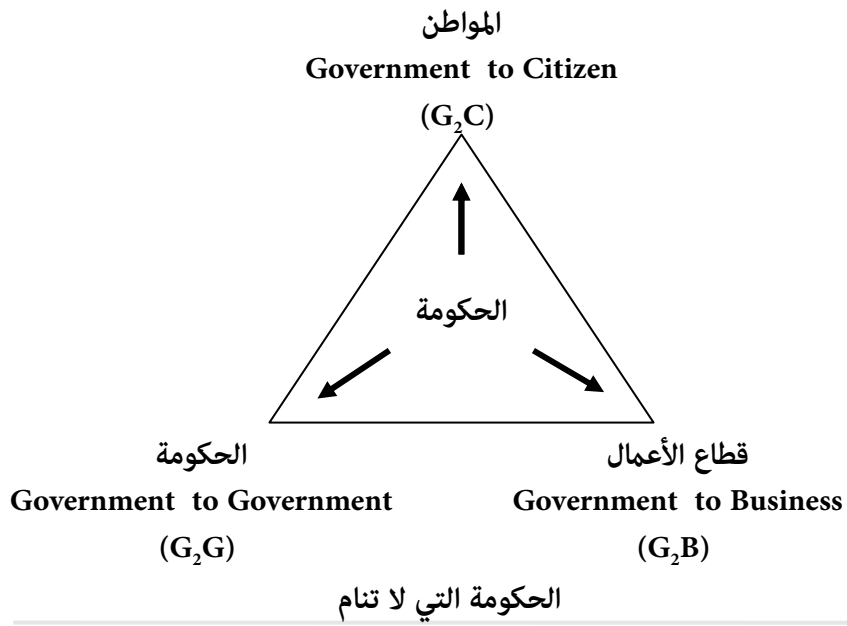 المواطن
Government to Citizen
(G₂C)
الحكومة
الحكومة
Government to Government
(G₂G)
قطاع الأعمال
Government to Business
(G₂B)
الحكومة التي لا تنام